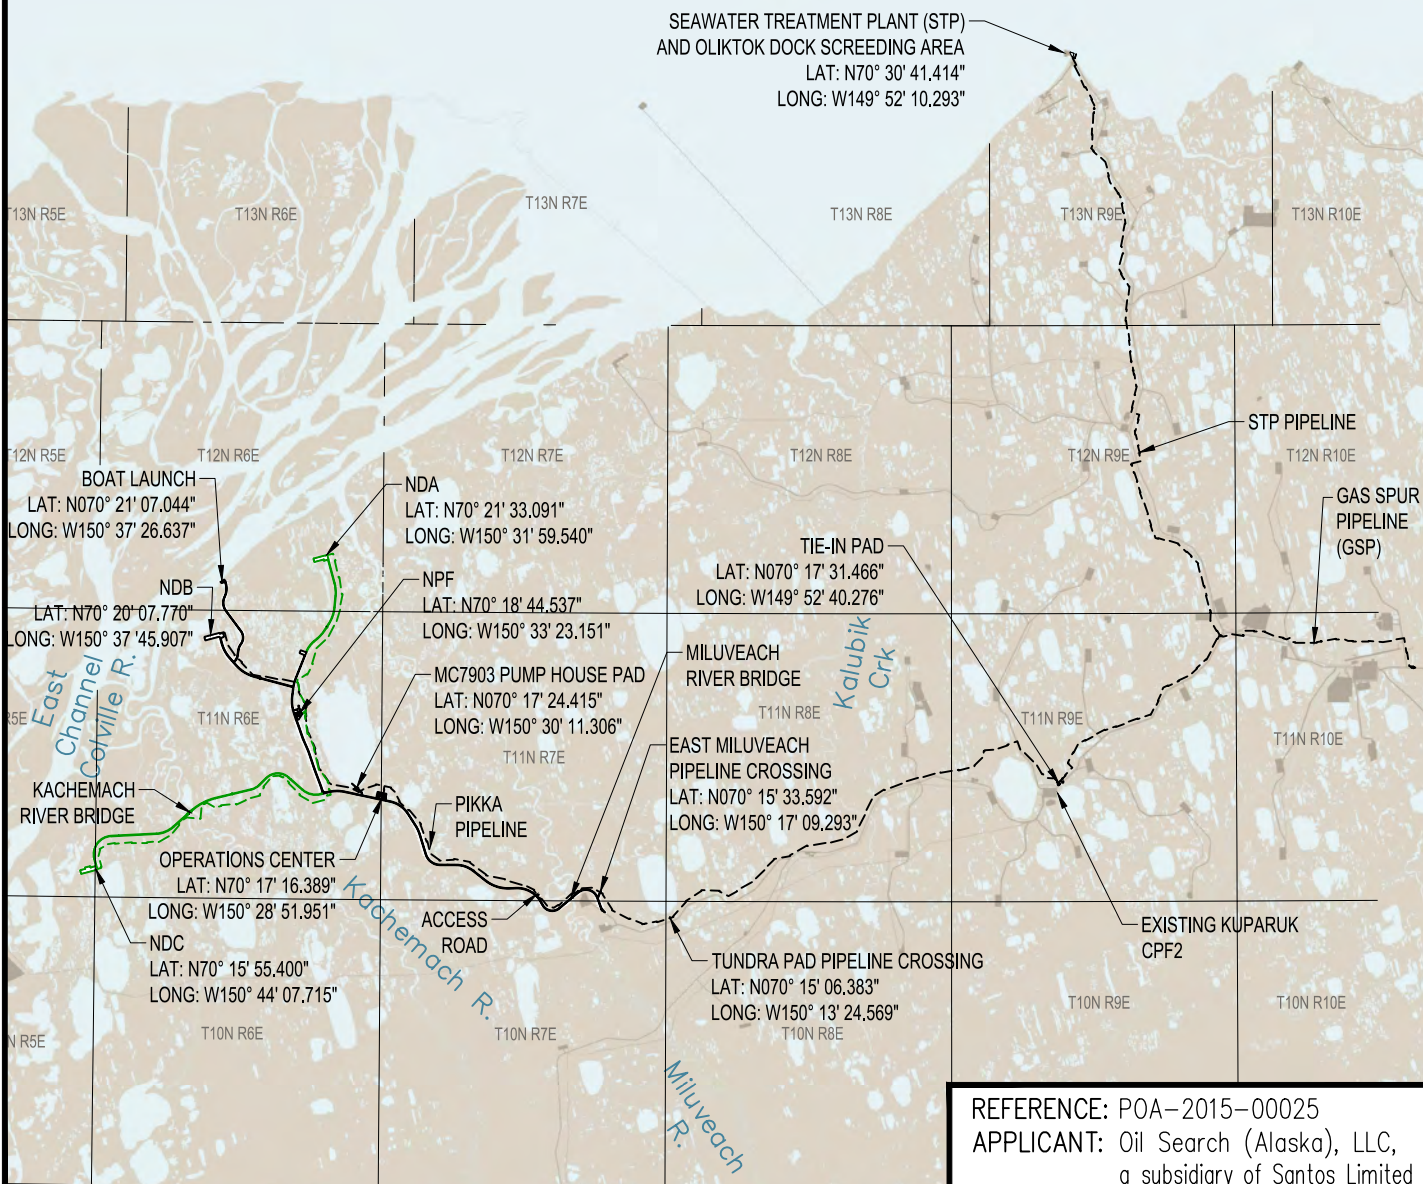 SEAWATER TREATMENT PLANT (STP)
AND OLIKTOK DOCK SCREEDING AREA
LAT: N70° 30' 41.414"
LONG: W149° 52' 10.293"
T13N R5E
T13N R6E
T13N R7E
T13N R8E
T13N R9E
T13N R10E
T12N R5E
T12N R6E
T12N R7E
T12N R8E
T12N R9E
T12N R10E
STP PIPELINE
GAS SPUR
PIPELINE
(GSP)
BOAT LAUNCH
LAT: N070° 21' 07.044"
LONG: W150° 37' 26.637"
NDA
LAT: N70° 21' 33.091"
LONG: W150° 31' 59.540"
TIE-IN PAD
LAT: N070° 17' 31.466"
LONG: W149° 52' 40.276"
NDB
LAT: N70° 20' 07.770"
LONG: W150° 37 '45.907"
NPF
LAT: N70° 18' 44.537"
LONG: W150° 33' 23.151"
MC7903 PUMP HOUSE PAD
LAT: N070° 17' 24.415"
LONG: W150° 30' 11.306"
MILUVEACH
RIVER BRIDGE
Kalubik
Crk
East
Channel
Colville R.
R5E
T11N R6E
T11N R7E
T11N R8E
T11N R9E
T11N R10E
EAST MILUVEACH
PIPELINE CROSSING
LAT: N070° 15' 33.592"
LONG: W150° 17' 09.293"
KACHEMACH
RIVER BRIDGE
PIKKA
PIPELINE
OPERATIONS CENTER
LAT: N70° 17' 16.389"
LONG: W150° 28' 51.951"
Kachemach R.
ACCESS
ROAD
NDC
LAT: N70° 15' 55.400"
LONG: W150° 44' 07.715"
TUNDRA PAD PIPELINE CROSSING
LAT: N070° 15' 06.383"
LONG: W150° 13' 24.569"
EXISTING KUPARUK
CPF2
N R5E
T10N R6E
T10N R7E
T10N R8E
T10N R9E
T10N R10E
Miluveach
R.
REFERENCE: POA-2015-00025
APPLICANT: Oil Search (Alaska), LLC,
a subsidiary of Santos Limited